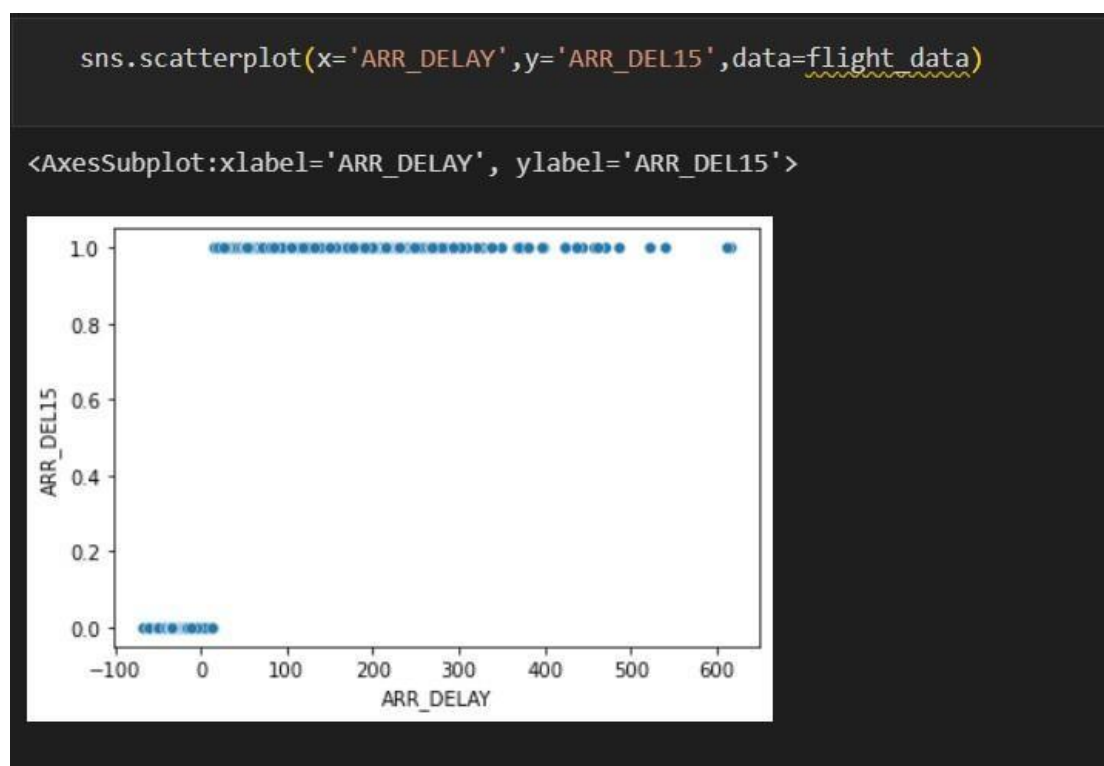 sns.scatterplot(x='ARR_DELAY',y='ARR_DEL15',data=flight_data)
<AxesSubplot:xlabel='ARR_DELAY', ylabel='ARR_DEL15'>
1.0
0.8
0.6
0.4
0.2
0.0
ARR_DEL15
−100 0 100 200 300 400 500 600
ARR_DELAY